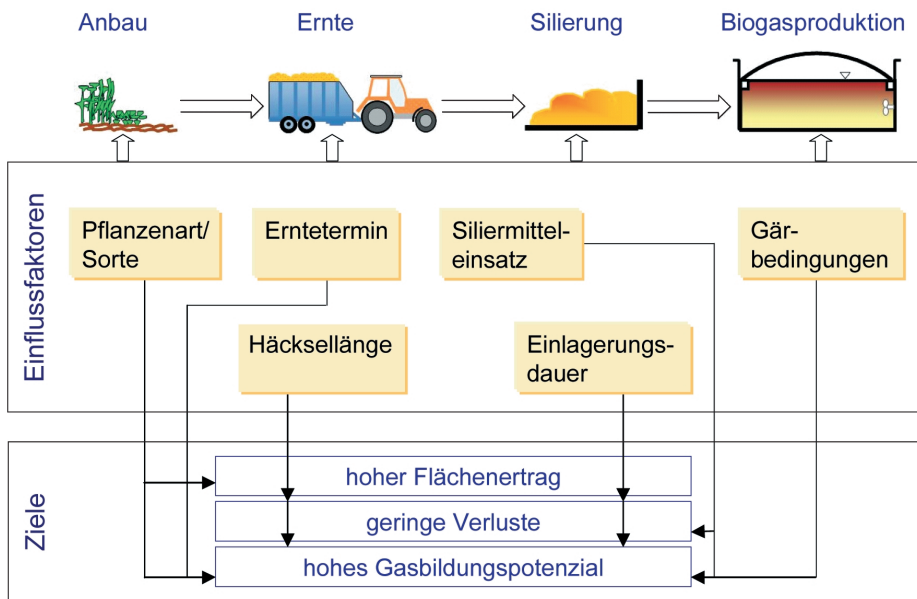 Anbau
Ernte
Silierung
Biogasproduktion
Einflussfaktoren
Pflanzenart/
Sorte
Erntetermin
Siliermittel-
einsatz
Gär-
bedingungen
Häcksellänge
Einlagerungs-
dauer
Ziele
hoher Flächenertrag
geringe Verluste
hohes Gasbildungspotenzial